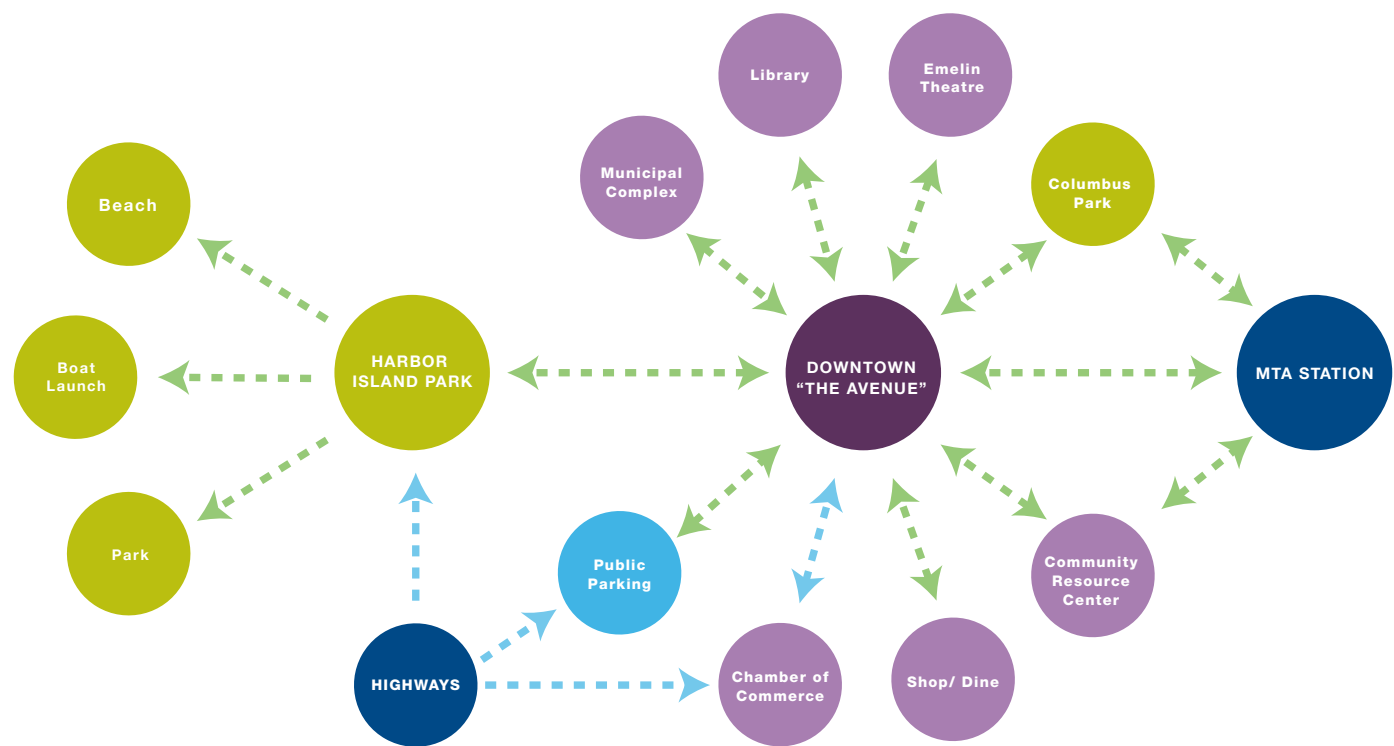 Library
Emelin
Theatre
Municipal
Complex
Columbus
Park
Beach
Boat
Launch
HARBOR
ISLAND PARK
DOWNTOWN
“THE AVENUE”
MTA STATION
Park
Public
Parking
Community
Resource
Center
HIGHWAYS
Chamber of
Commerce
Shop/ Dine